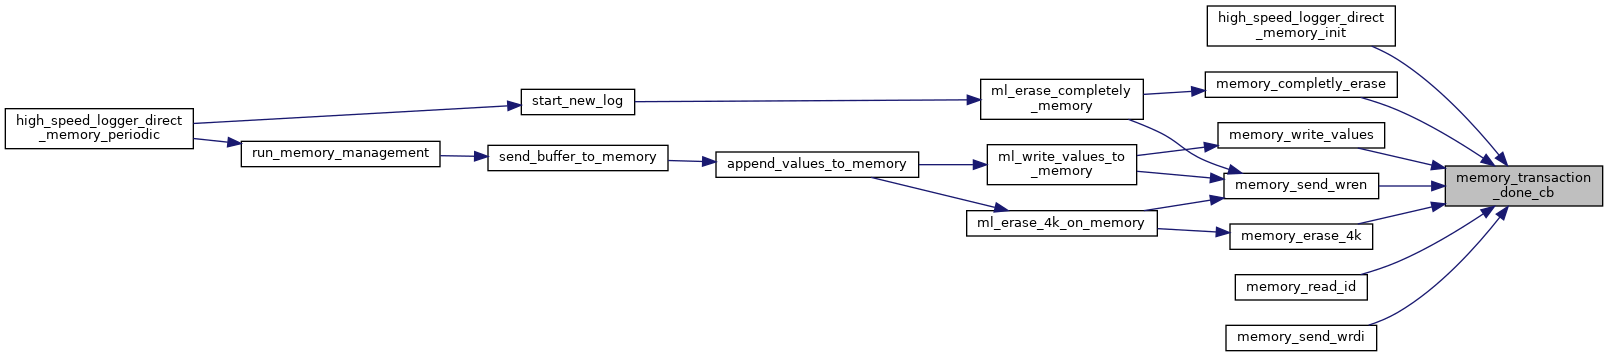 high_speed_logger_direct
_memory_init
memory_completly_erase
ml_erase_completely
_memory
start_new_log
high_speed_logger_direct
_memory_periodic
memory_write_values
run_memory_management
send_buffer_to_memory
append_values_to_memory
ml_write_values_to
_memory
memory_send_wren
memory_transaction
_done_cb
ml_erase_4k_on_memory
memory_erase_4k
memory_read_id
memory_send_wrdi